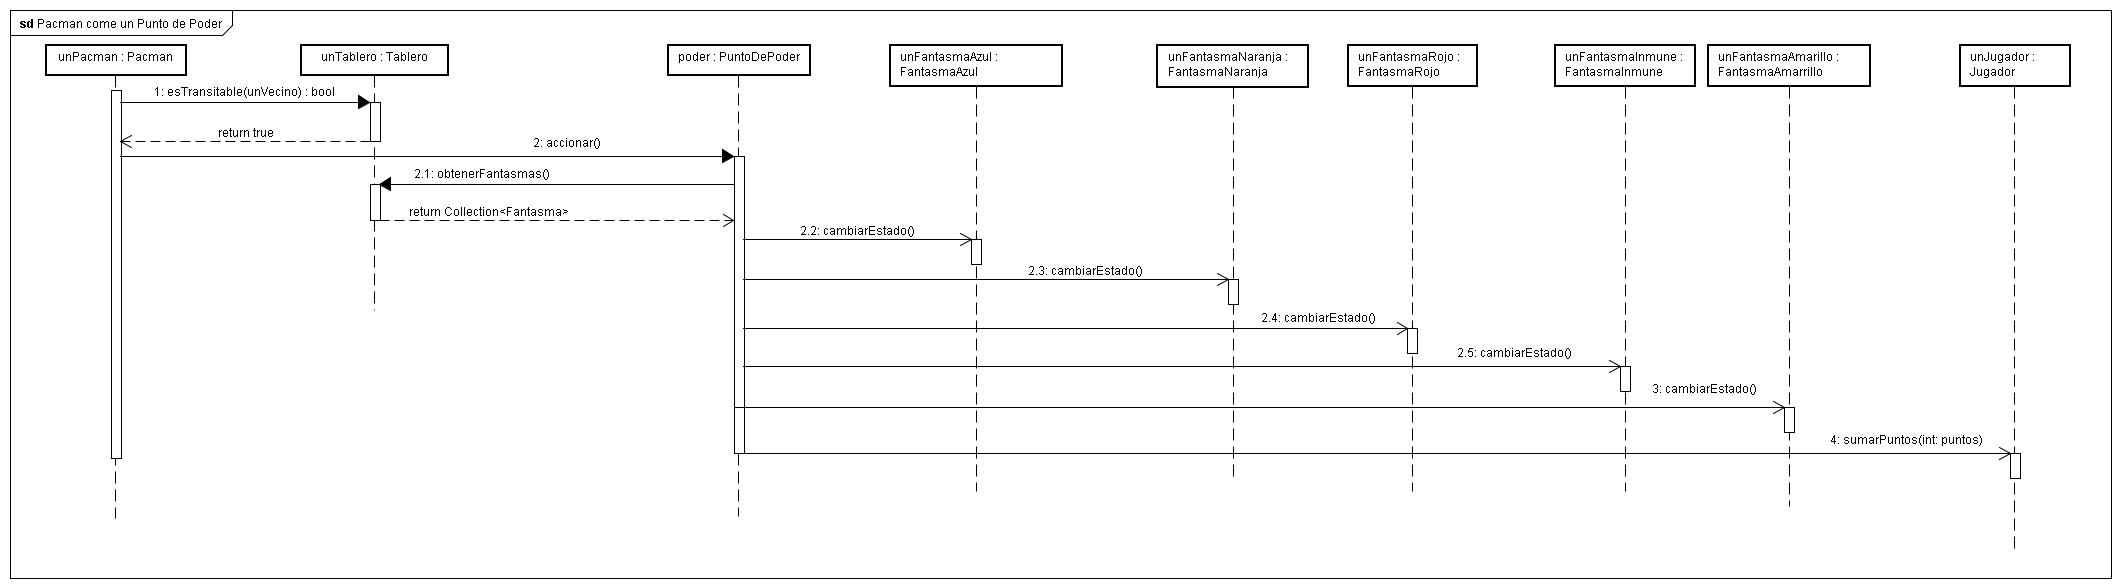 sd Pacman come un Punto de Poder
unPacman : Pacman
unTablero : Tablero
poder : PuntoDePoder
unFantasmaAzul :
FantasmaAzul
unFantasmaNaranja :
FantasmaNaranja
unFantasmaRojo :
FantasmaRojo
unFantasmaInmune :
FantasmaInmune
unFantasmaAmarillo :
FantasmaAmarrillo
unJugador :
Jugador
1: esTransitable(unVecino) : bool
return true
2: accionar()
2.1: obtenerFantasmas()
return Collection<Fantasma>
2.2: cambiarEstado()
2.3: cambiarEstado()
2.4: cambiarEstado()
2.5: cambiarEstado()
3: cambiarEstado()
4: sumarPuntos(int: puntos)